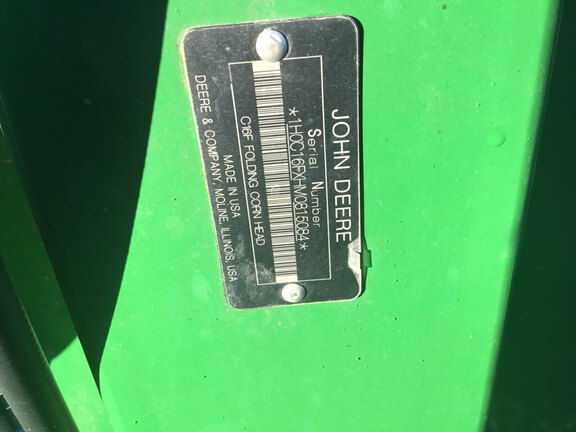 JOHN DEERE
Serial Number
*1H0C16FXHM0815084*
C16F FOLDING CORN HEAD
MADE IN USA
DEERE & COMPANY, MOLINE, ILLINOIS, USA